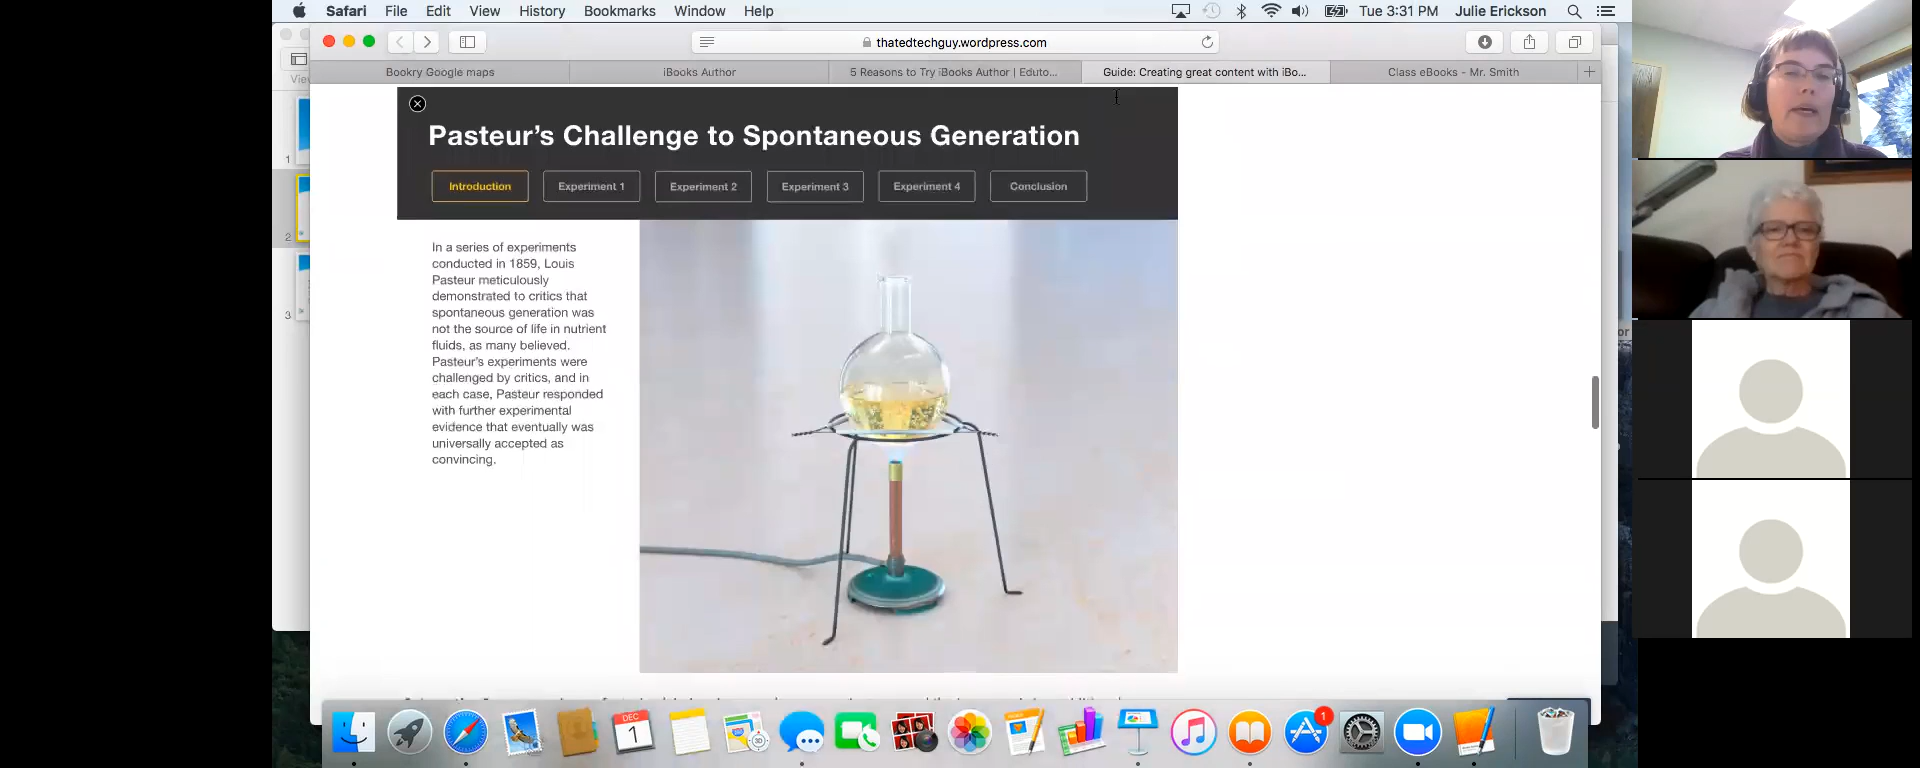 Safari File Edit View History Bookmarks Window Help Tue 3:31 PM Julie Erickson
thatedtechguy.wordpress.com
Bookry Google maps iBooks Author 5 Reasons to Try iBooks Author | Eduto... Guide: Creating great content with iBo... Class eBooks - Mr. Smith
Pasteur's Challenge to Spontaneous Generation
Introduction Experiment 1 Experiment 2 Experiment 3 Experiment 4 Conclusion
In a series of experiments
conducted in 1859, Louis
Pasteur meticulously
demonstrated to critics that
spontaneous generation was
not the source of life in nutrient
fluids, as many believed.
Pasteur's experiments were
challenged by critics, and in
each case, Pasteur responded
with further experimental
evidence that eventually was
universally accepted as
convincing.
1
2
3
DEC
1
3D
1